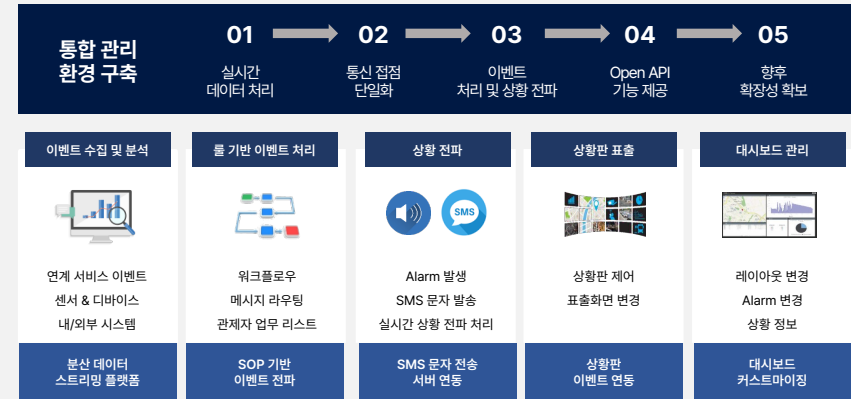 통합 관리
환경 구축
01
02
03
04
05
실시간
데이터 처리
통신 접점
단일화
이벤트
처리 및 상황 전파
Open API
기능 제공
향후
확장성 확보
이벤트 수집 및 분석
연계 서비스 이벤트
센서 & 디바이스
내/외부 시스템
분산 데이터
스트리밍 플랫폼
룰 기반 이벤트 처리
워크플로우
메시지 라우팅
관제자 업무 리스트
SOP 기반
이벤트 전파
상황 전파
SMS
Alarm 발생
SMS 문자 발송
실시간 상황 전파 처리
SMS 문자 전송
서버 연동
상황판 표출
상황판 제어
표출화면 변경
상황판
이벤트 연동
대시보드 관리
레이아웃 변경
Alarm 변경
상황 정보
대시보드
커스트마이징